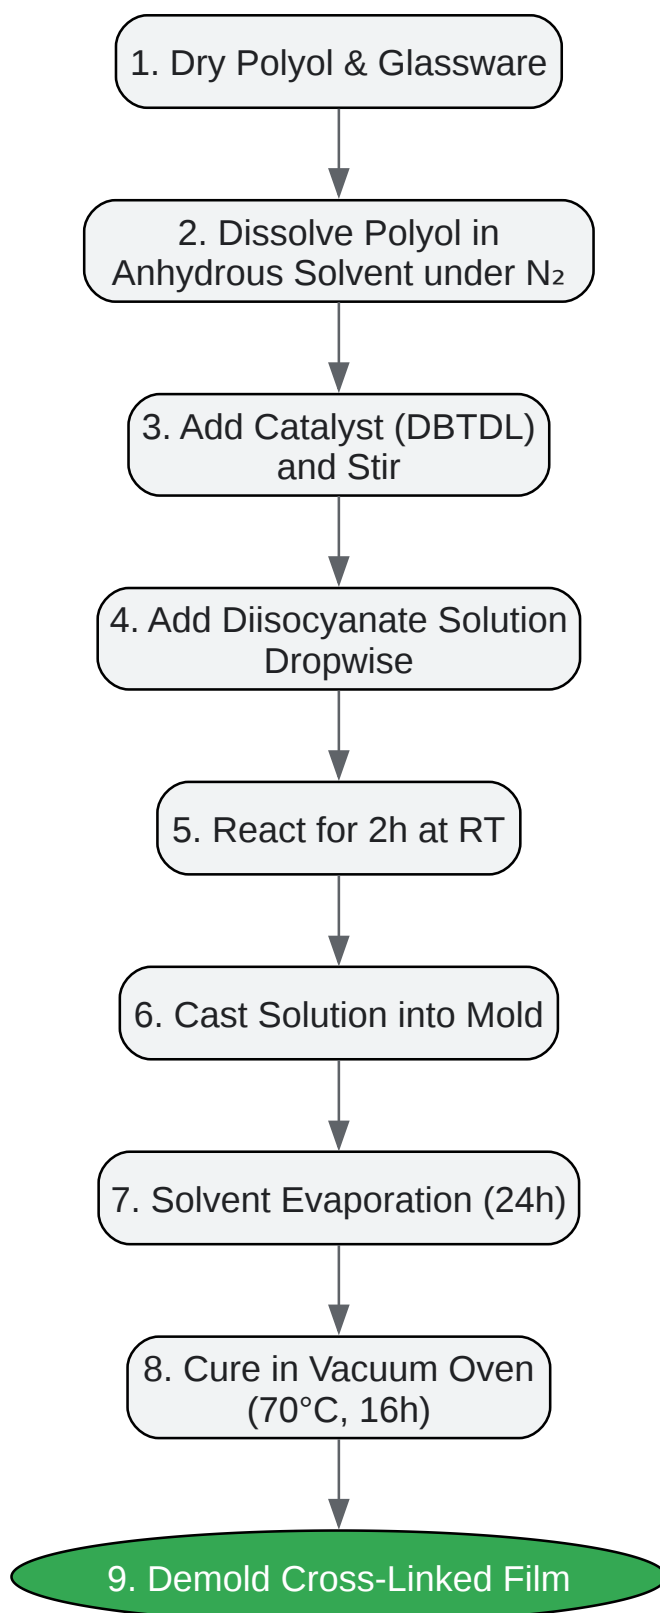 1. Dry Polyol & Glassware
2. Dissolve Polyol in
Anhydrous Solvent under N₂
3. Add Catalyst (DBTDL)
and Stir
4. Add Diisocyanate Solution
Dropwise
5. React for 2h at RT
6. Cast Solution into Mold
7. Solvent Evaporation (24h)
8. Cure in Vacuum Oven
(70°C, 16h)
9. Demold Cross-Linked Film